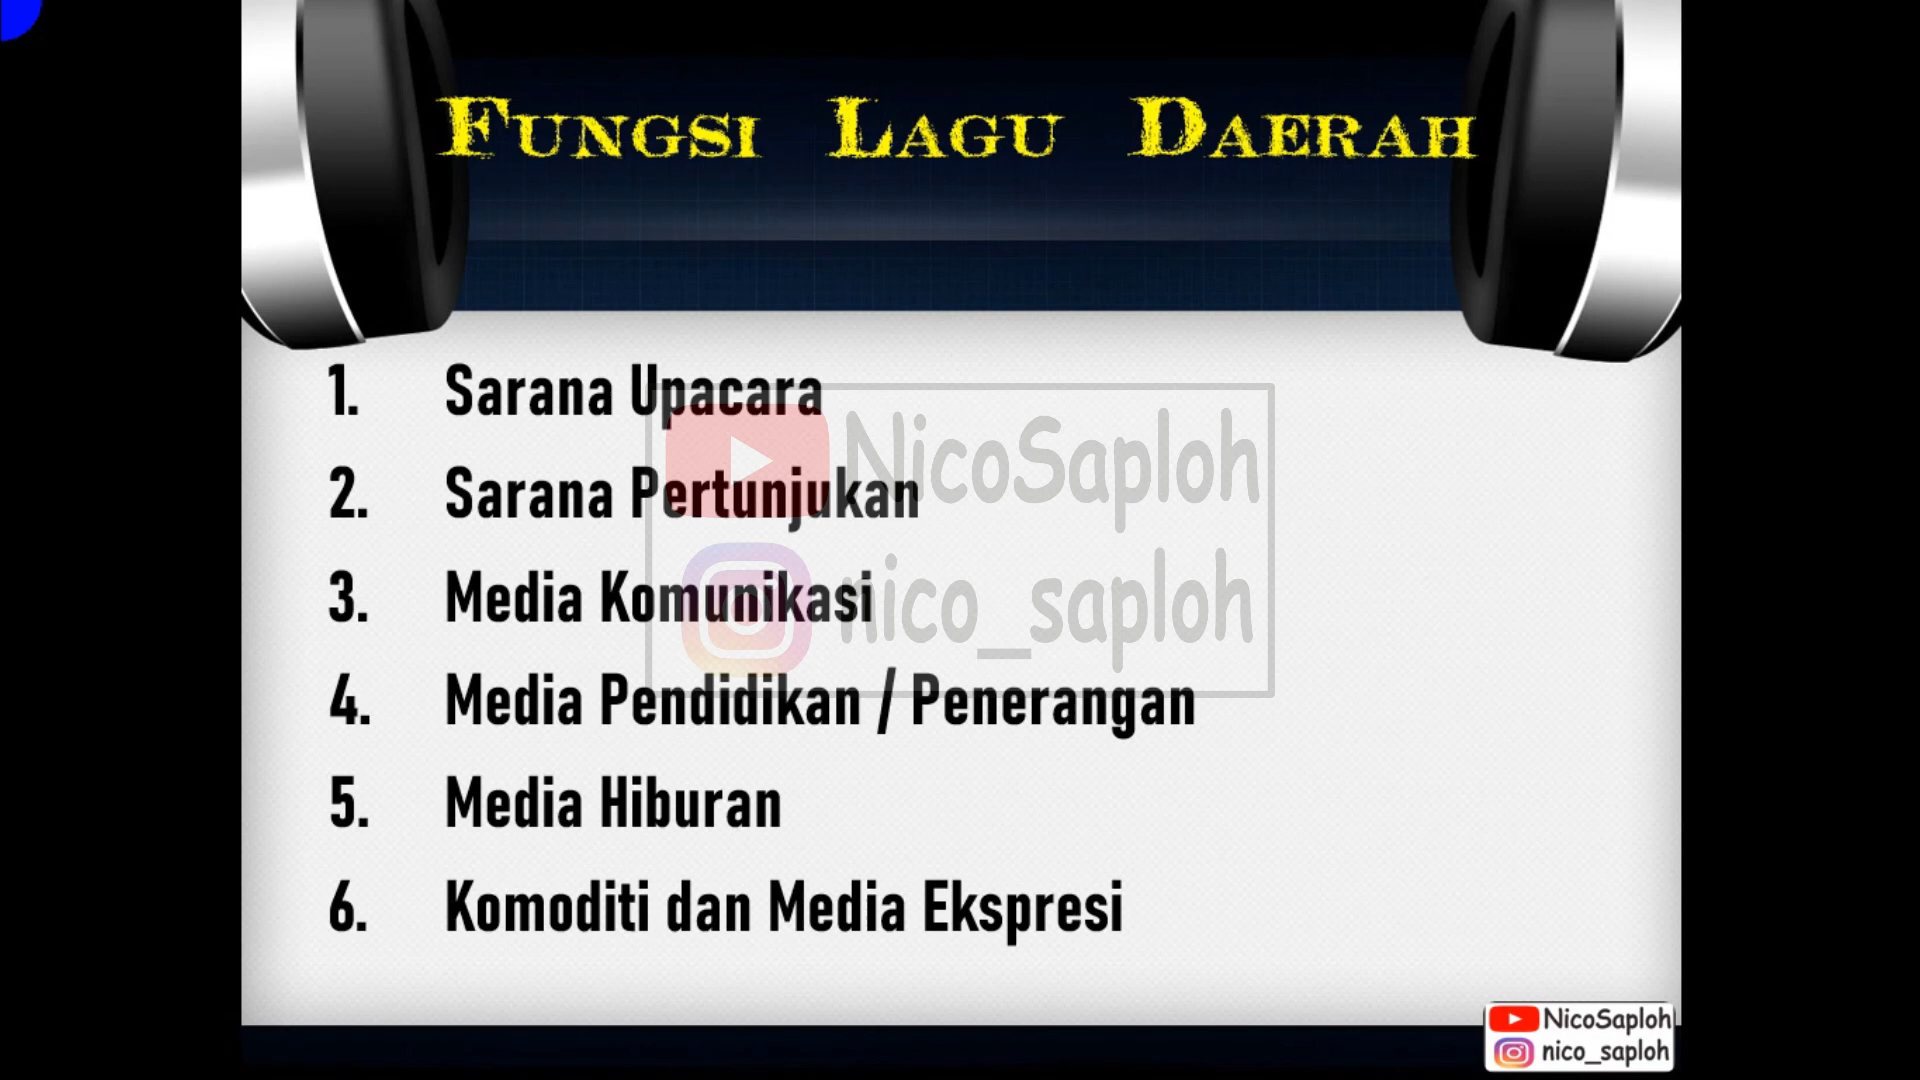 Fungsi Lagu Daerah
1. Sarana Upacara
2. Sarana Pertunjukan
3. Media Komunikasi
4. Media Pendidikan / Penerangan
5. Media Hiburan
6. Komoditi dan Media Ekspresi
NicoSaploh
nico_saploh
NicoSaploh
nico_saploh